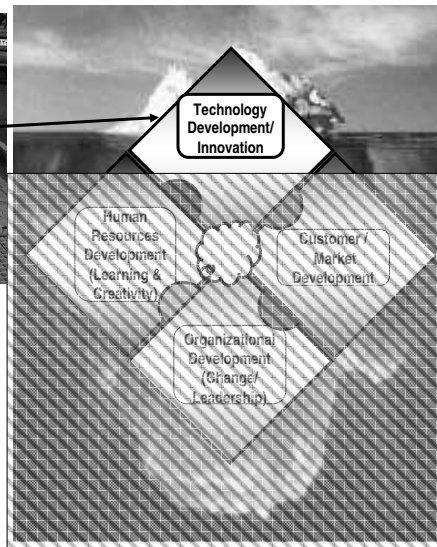 Technology
Development/
Innovation
Human
Resources
Development
(Learning &
Creativity)
Customer /
Market
Development
Organizational
Development
(Change/
Leadership)